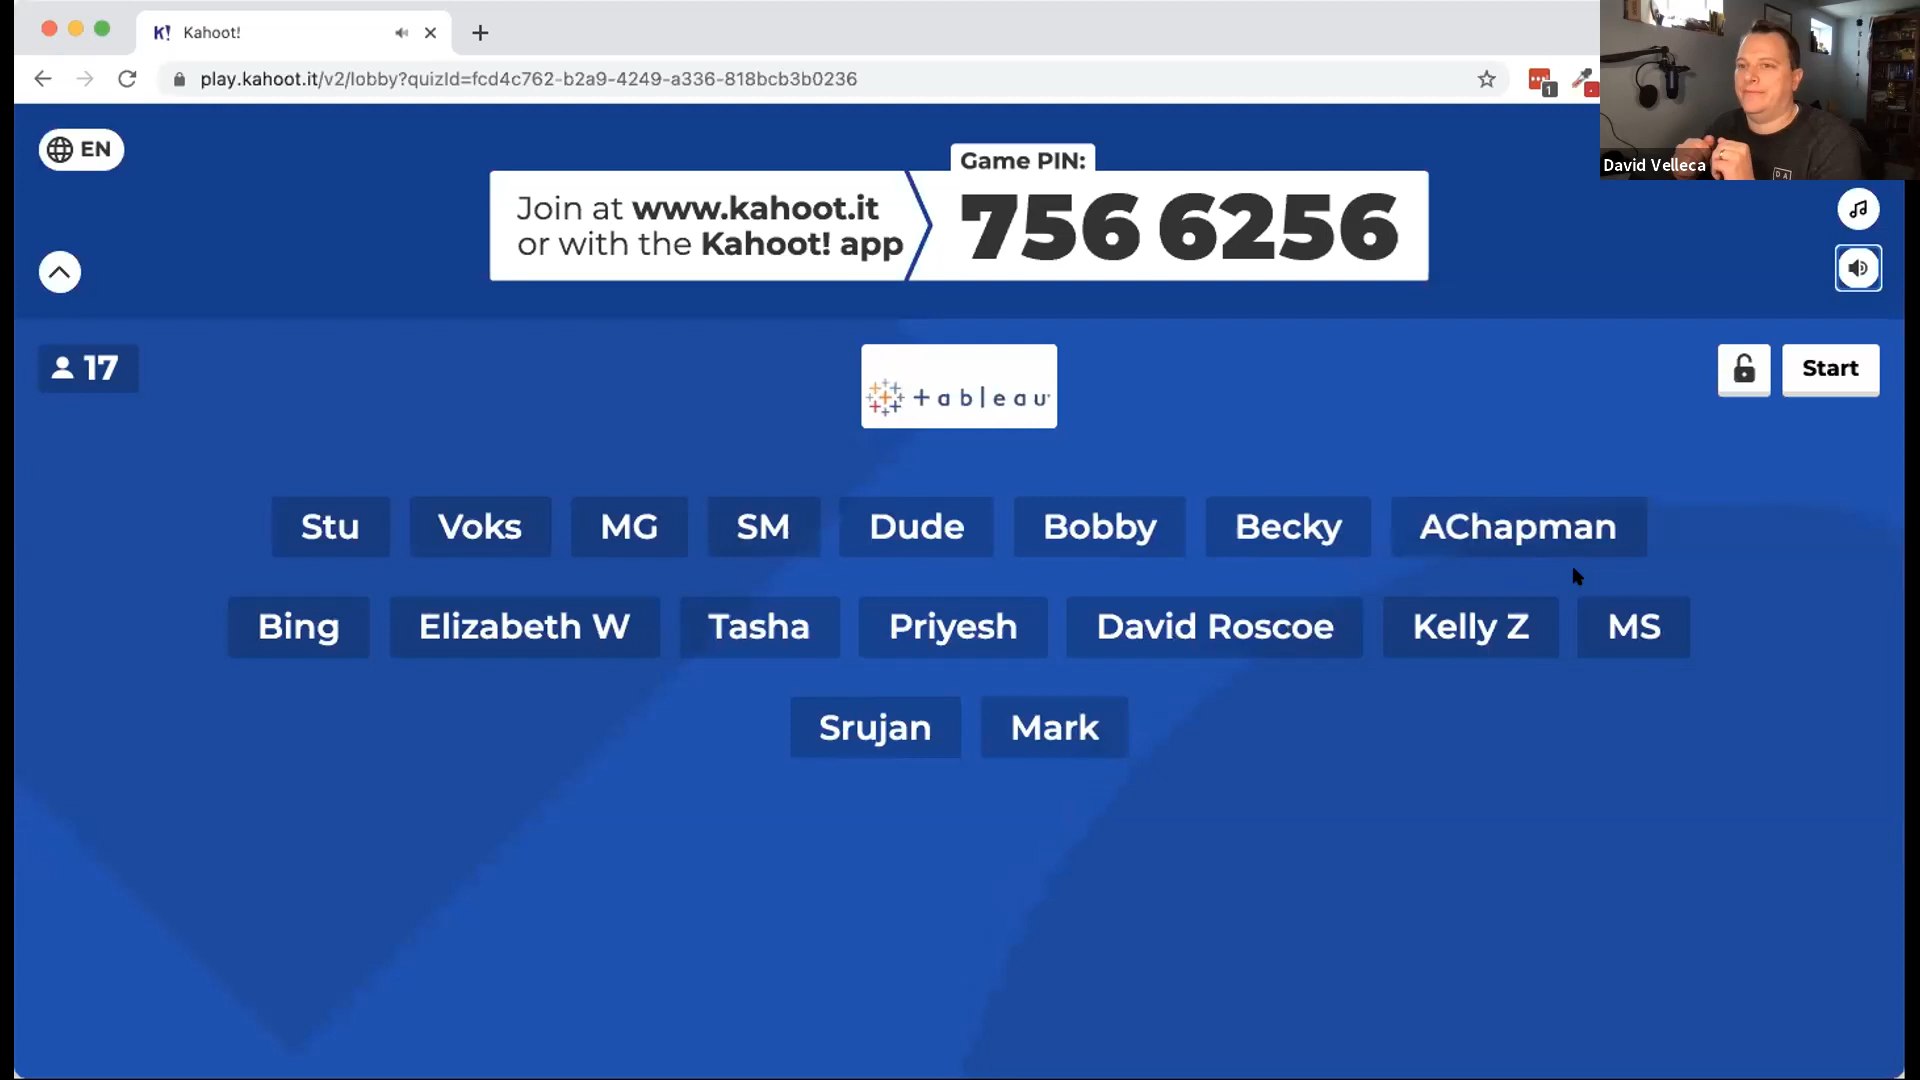 K! Kahoot!
play.kahoot.it/v2/lobby?quizId=fcd4c762-b2a9-4249-a336-818bcb3b0236
1
David Velleca
EN
Game PIN:
Join at www.kahoot.it
or with the Kahoot! app
756 6256
17
+ableau
Start
Stu Voks MG SM Dude Bobby Becky AChapman
Bing Elizabeth W Tasha Priyesh David Roscoe Kelly Z MS
Srujan Mark